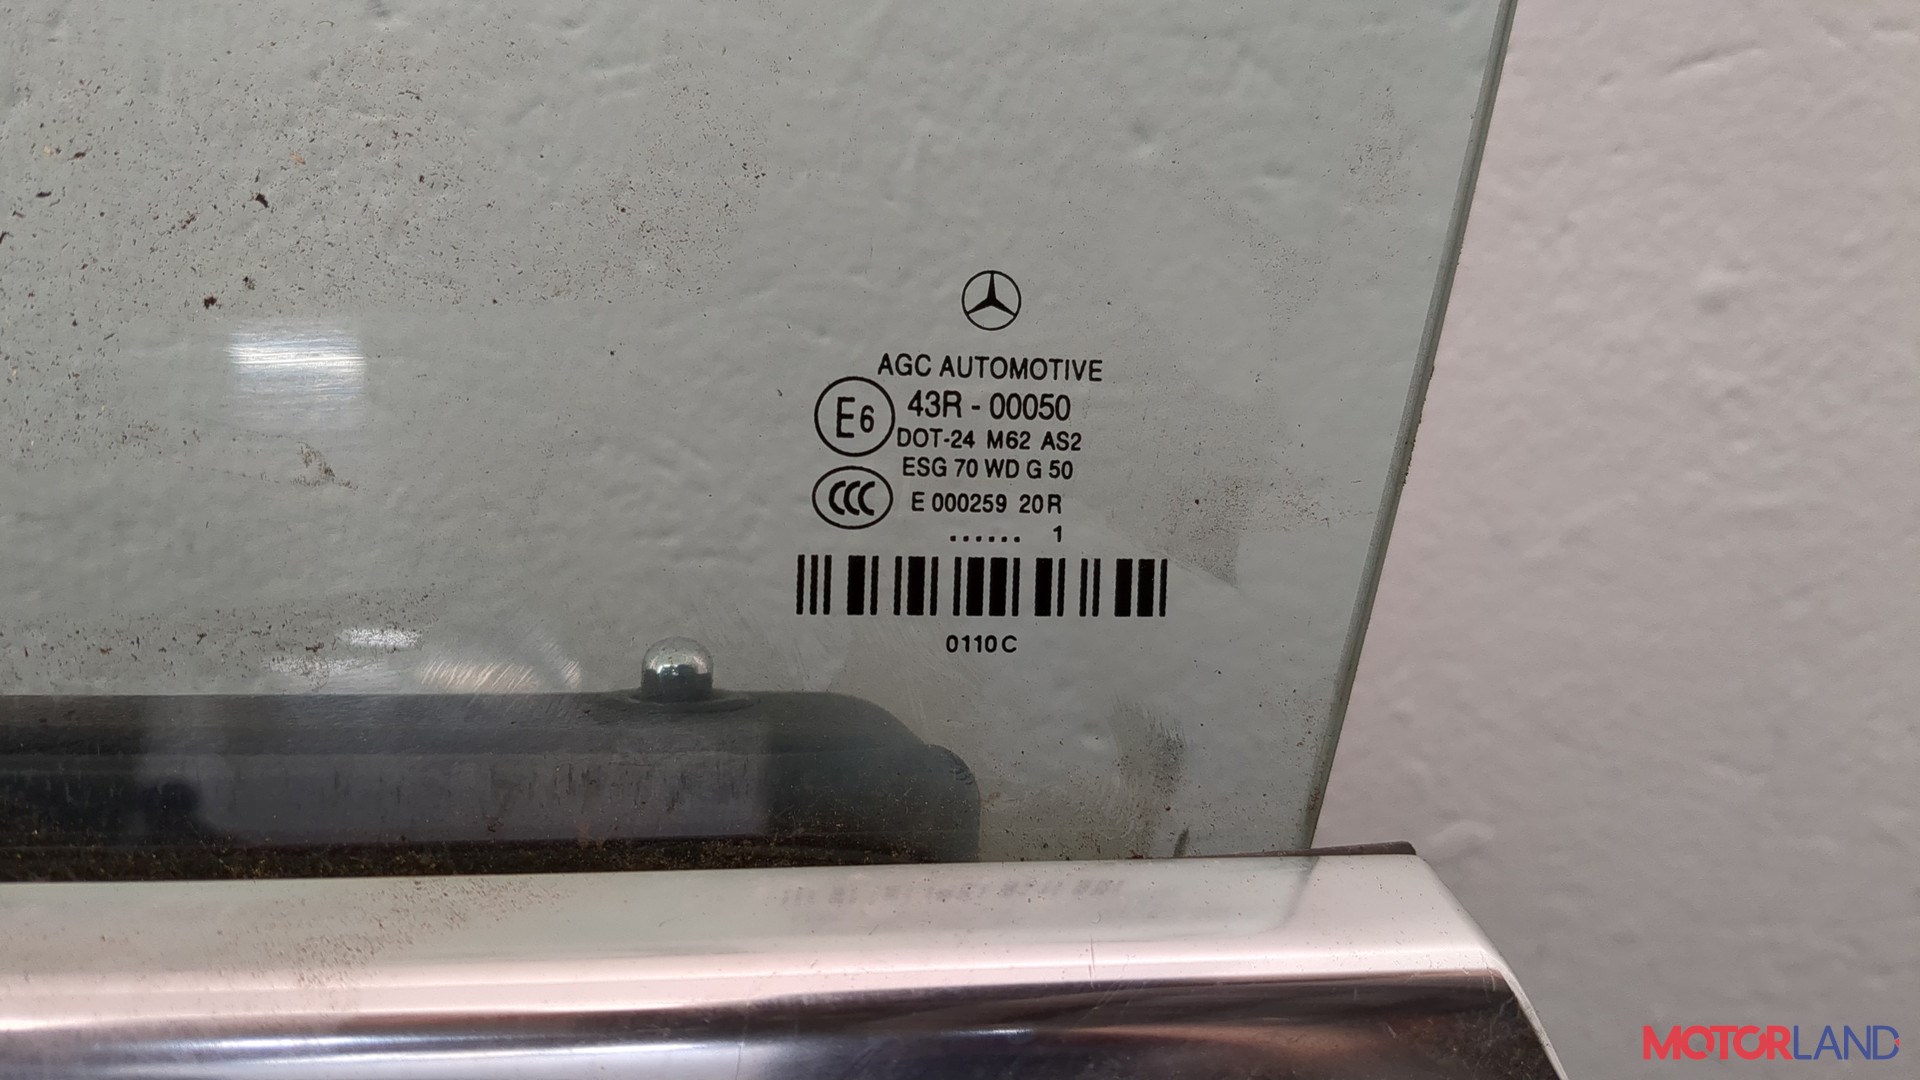 AGC AUTOMOTIVE
E6 43R - 00050
DOT-24 M62 AS2
ESG 70 WD G 50
CCC E 000259 20R
...... 1
0110C
MOTORLAND